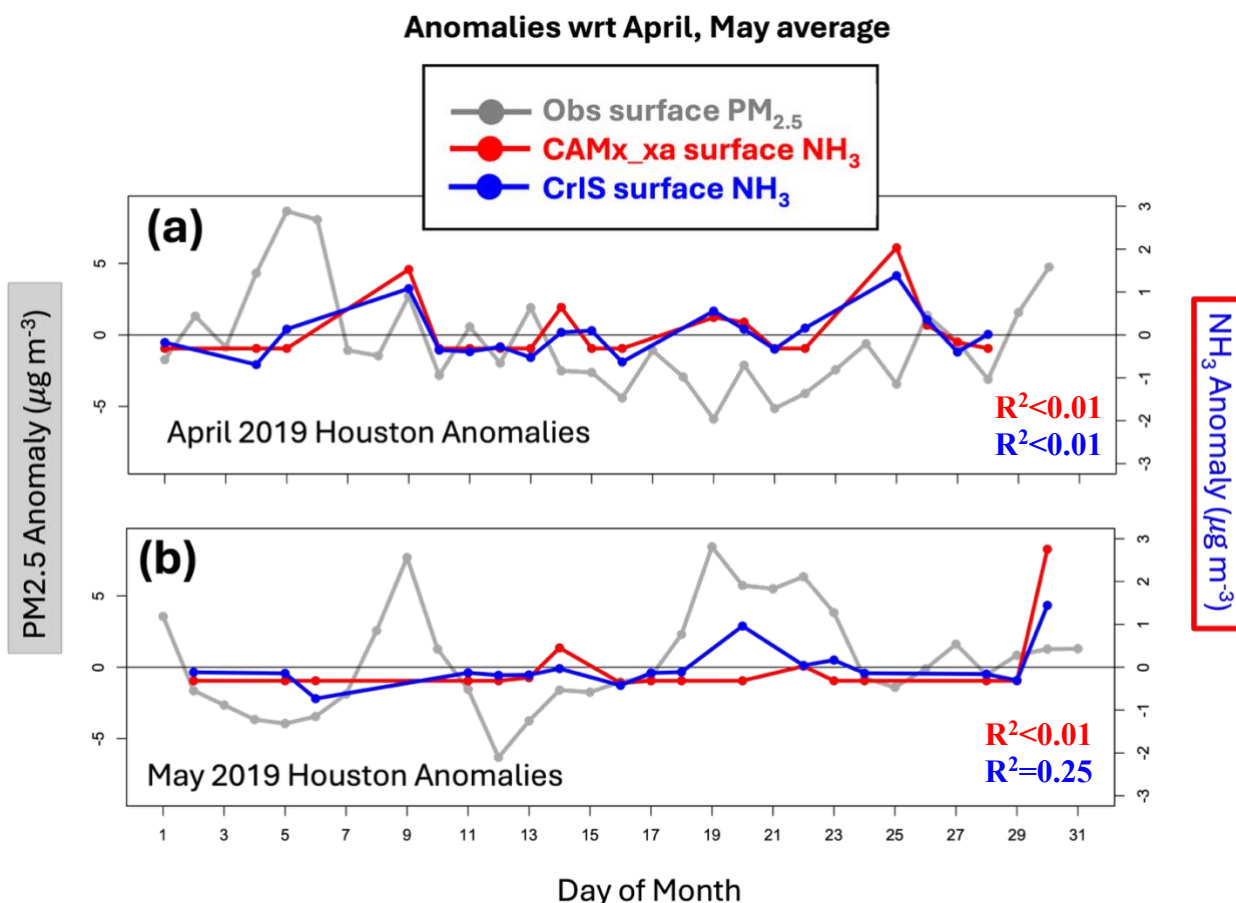 Anomalies wrt April, May average
Obs surface PM2.5
CAMx_xa surface NH3
CrIS surface NH3
PM2.5 Anomaly (µg m-3)
(a)
5
0
-5
April 2019 Houston Anomalies
R2<0.01
R2<0.01
3
2
1
0
-1
-2
-3
NH3 Anomaly (µg m-3)
(b)
5
0
-5
May 2019 Houston Anomalies
R2<0.01
R2=0.25
3
2
1
0
-1
-2
-3
1 3 5 7 9 11 13 15 17 19 21 23 25 27 29 31
Day of Month